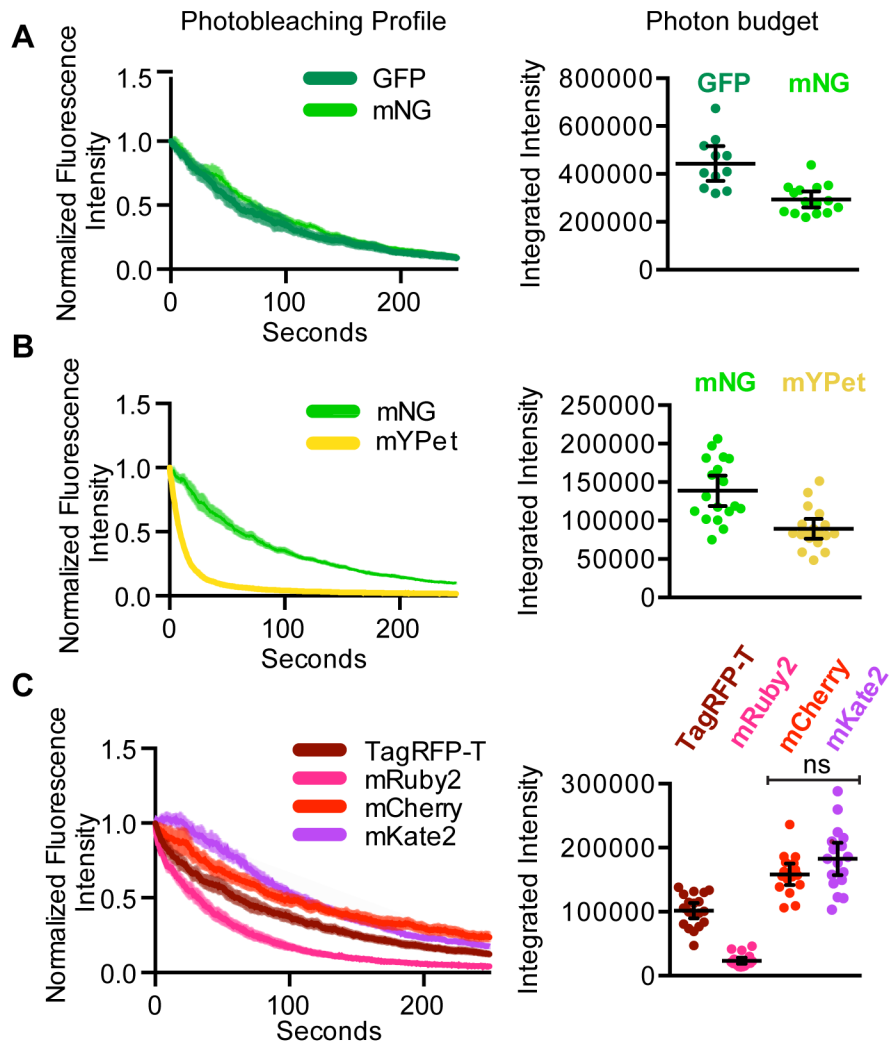 Photobleaching Profile
Photon budget
A
Normalized Fluorescence
Intensity
1.5
1.0
0.5
0.0
GFP
mNG
0
100
200
Seconds
Integrated Intensity
800000
600000
400000
200000
0
GFP
mNG
B
Normalized Fluorescence
Intensity
1.5
1.0
0.5
0.0
mNG
mYPet
0
100
200
Seconds
Integrated Intensity
250000
200000
150000
100000
50000
0
mNG
mYPet
C
Normalized Fluorescence
Intensity
1.5
1.0
0.5
0.0
TagRFP-T
mRuby2
mCherry
mKate2
0
100
200
Seconds
Integrated Intensity
300000
200000
100000
0
TagRFP-T
mRuby2
mCherry
mKate2
ns